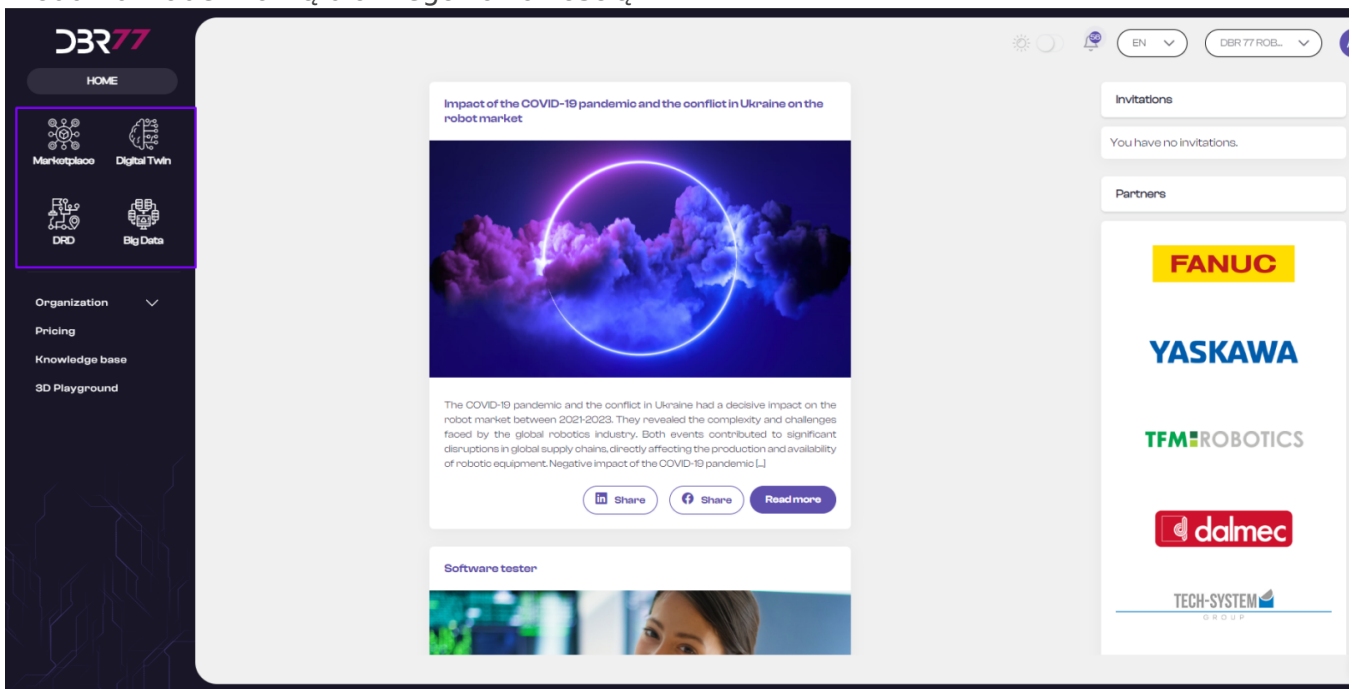 DBR77
HOME
Marketplace
Digital Twin
DRD
Big Data
Organization
Pricing
Knowledge base
3D Playground
56
EN
DBR 77 ROB...
Impact of the COVID-19 pandemic and the conflict in Ukraine on the
robot market
The COVID-19 pandemic and the conflict in Ukraine had a decisive impact on the
robot market between 2021-2023. They revealed the complexity and challenges
faced by the global robotics industry. Both events contributed to significant
disruptions in global supply chains, directly affecting the production and availability
of robotic equipment. Negative impact of the COVID-19 pandemic [...]
Share
Share
Read more
Software tester
Invitations
You have no invitations.
Partners
FANUC
YASKAWA
TFM ROBOTICS
dalmec
TECH-SYSTEM
GROUP